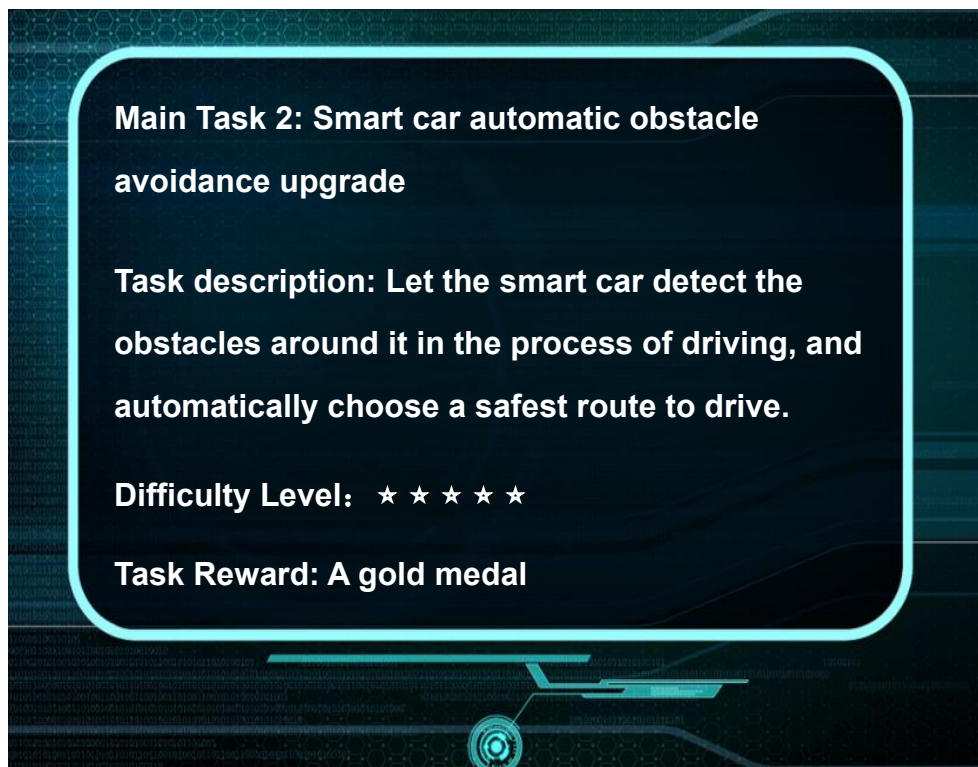 Main Task 2: Smart car automatic obstacle
avoidance upgrade
Task description: Let the smart car detect the
obstacles around it in the process of driving, and
automatically choose a safest route to drive.
Difficulty Level：★ ★ ★ ★ ★
Task Reward: A gold medal